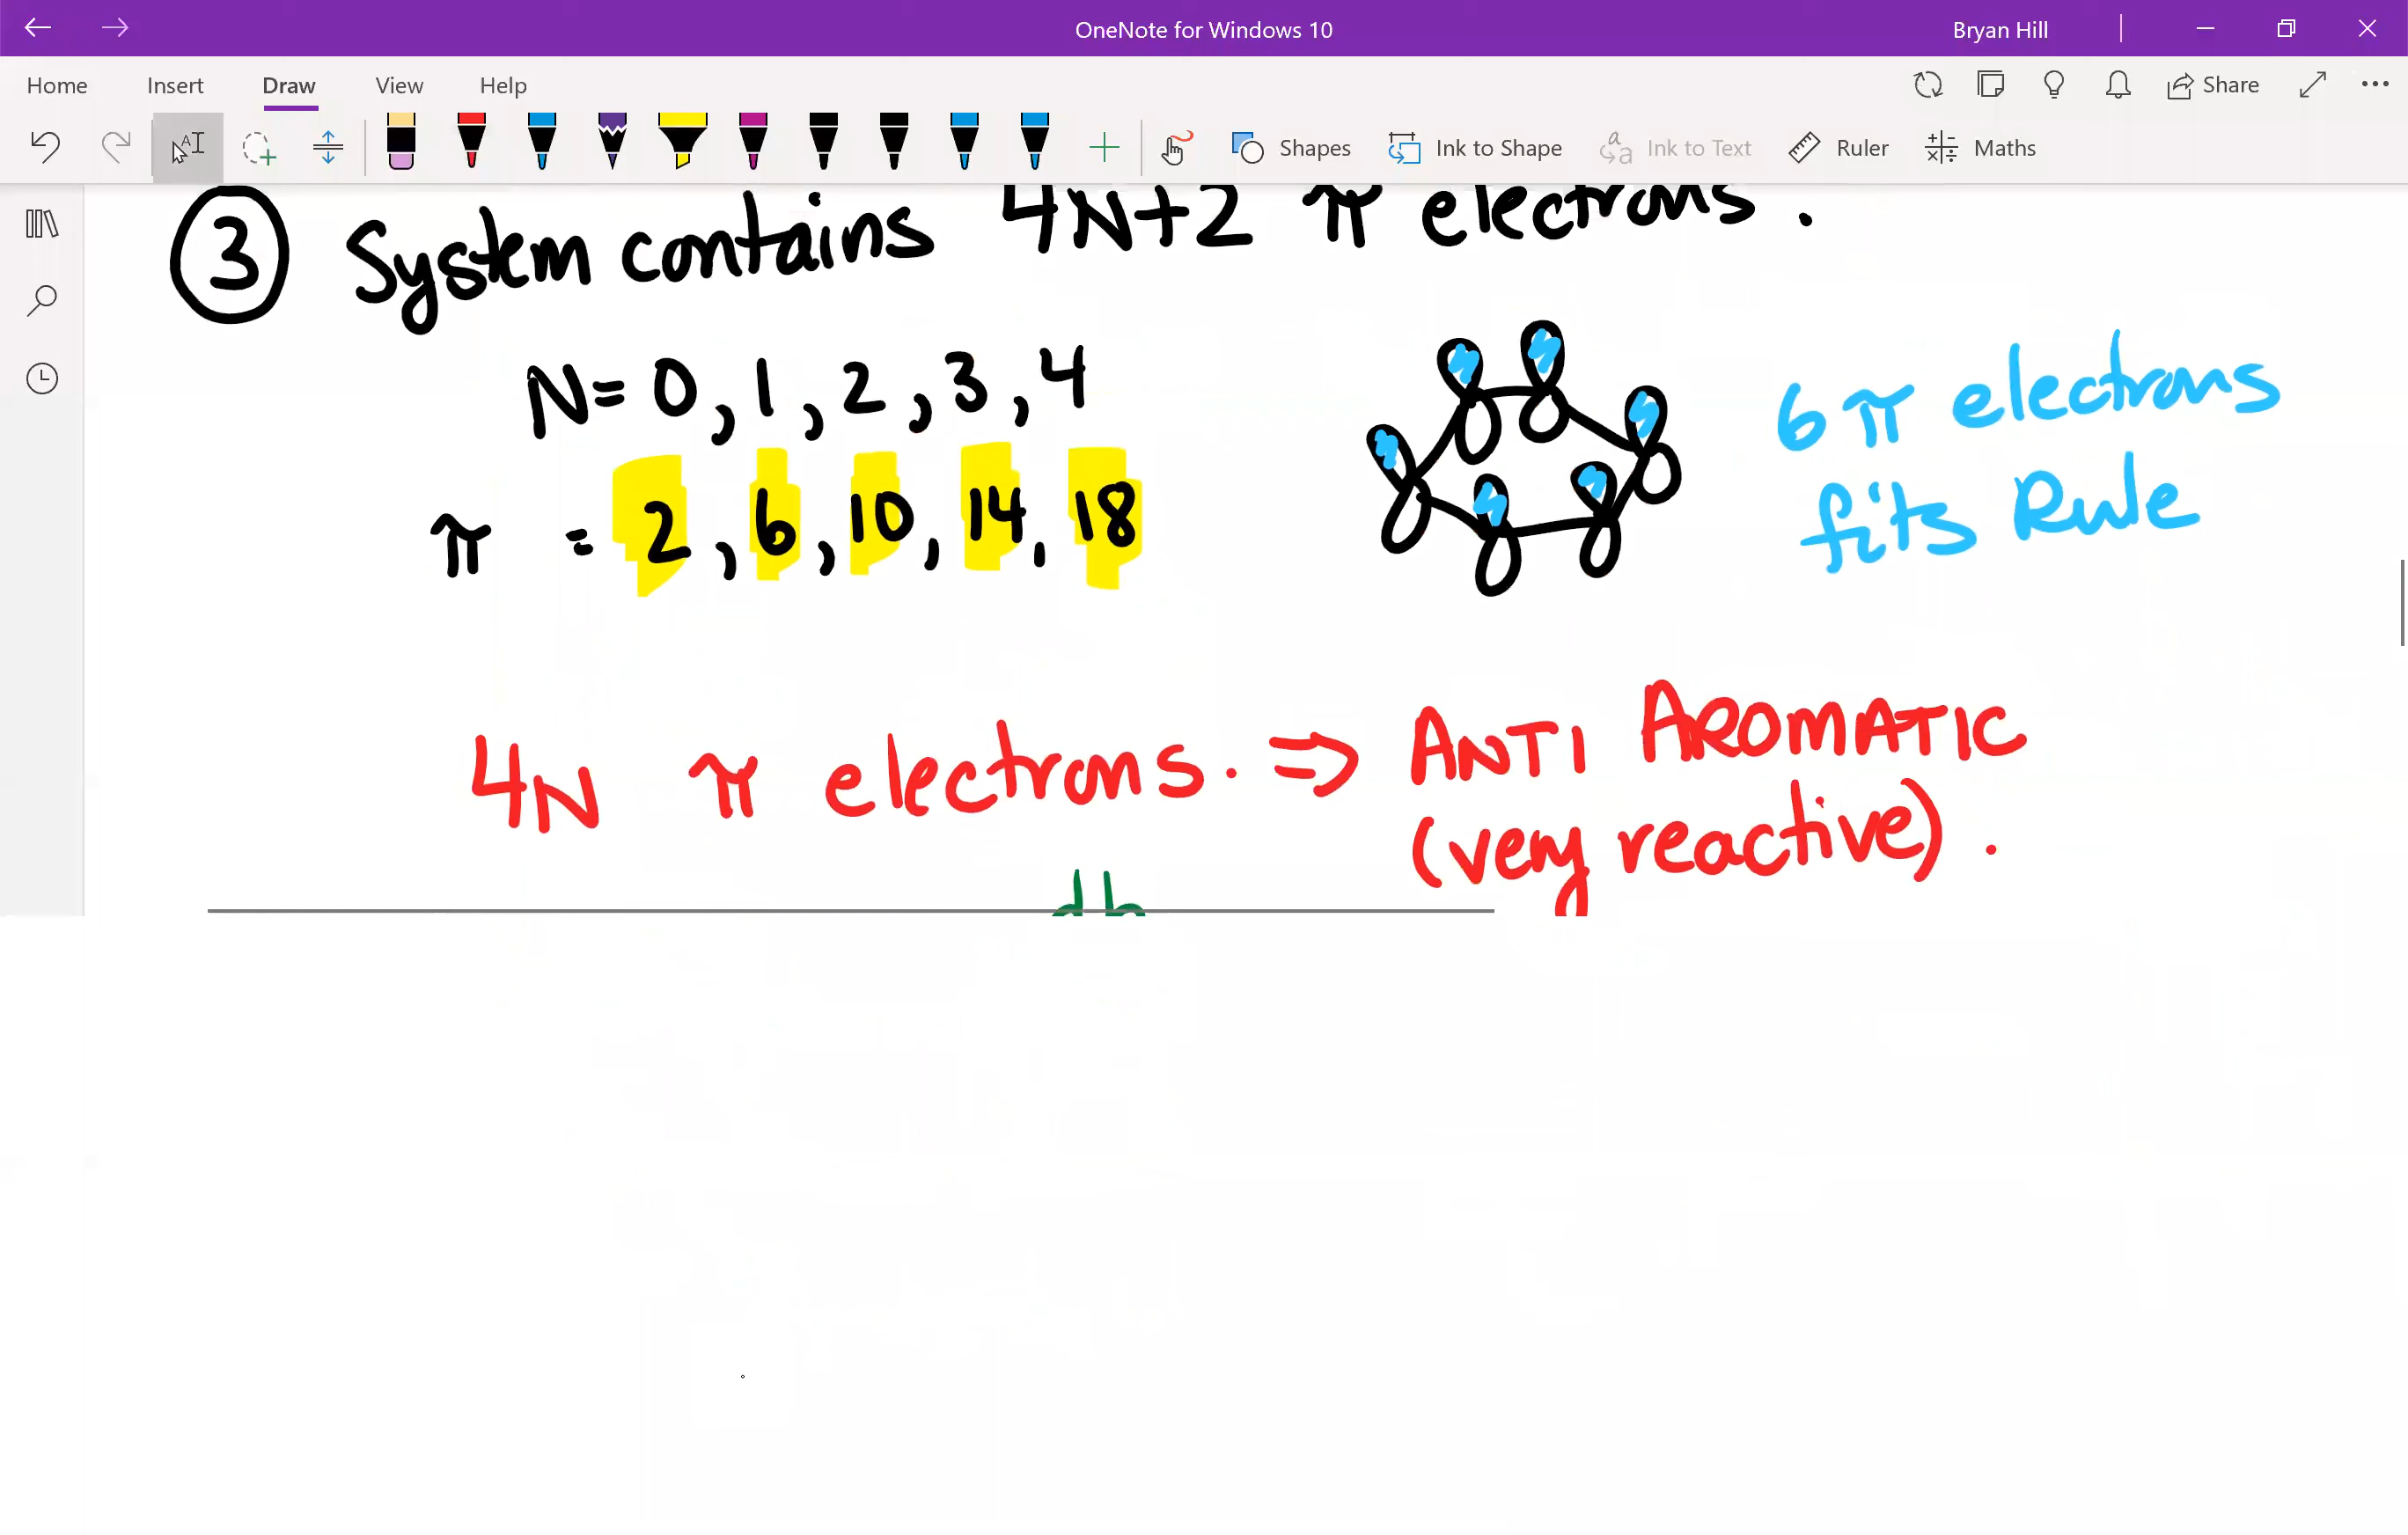 OneNote for Windows 10
Bryan Hill
Home Insert Draw View Help
Share
Shapes Ink to Shape Ink to Text Ruler Maths
3 System contains 4N+2 π electrons.
N= 0, 1, 2, 3, 4
π = 2, 6, 10, 14, 18
6 π electrons
fits Rule
4N π electrons. ⇒ ANTI AROMATIC
(very reactive).